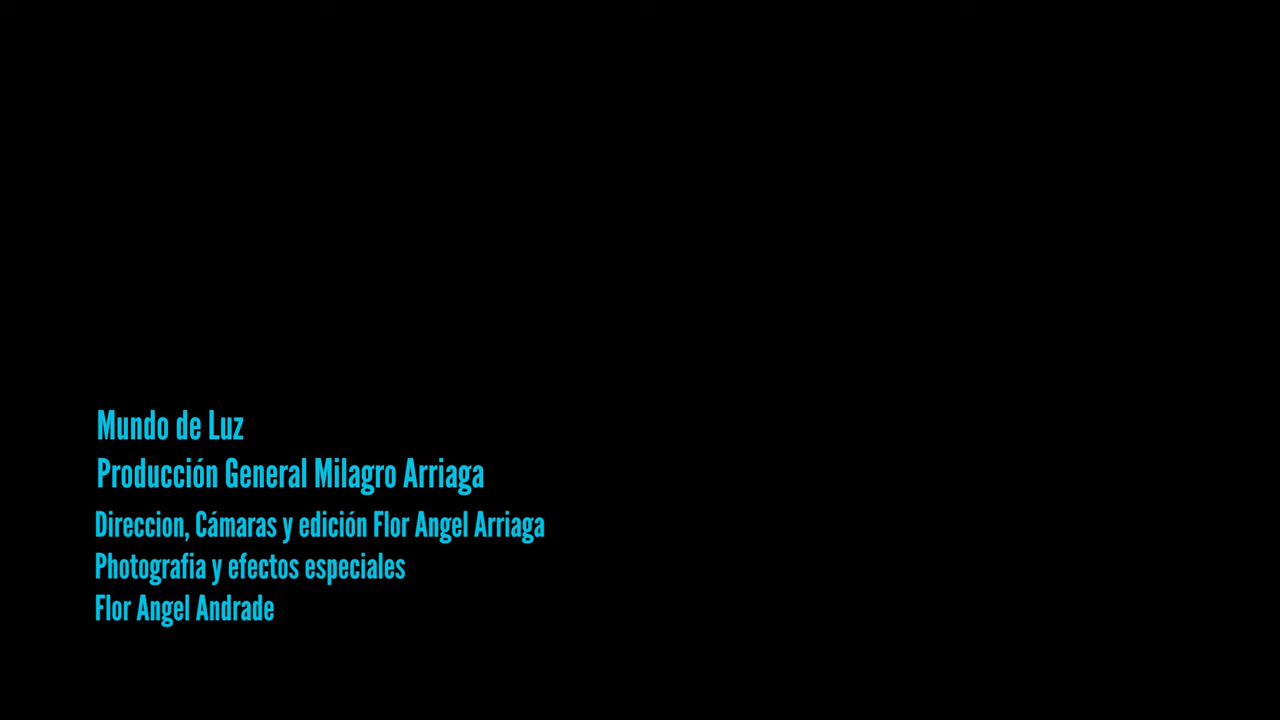 Mundo de Luz
Producción General Milagro Arriaga
Direccion, Cámaras y edición Flor Angel Arriaga
Photografia y efectos especiales
Flor Angel Andrade